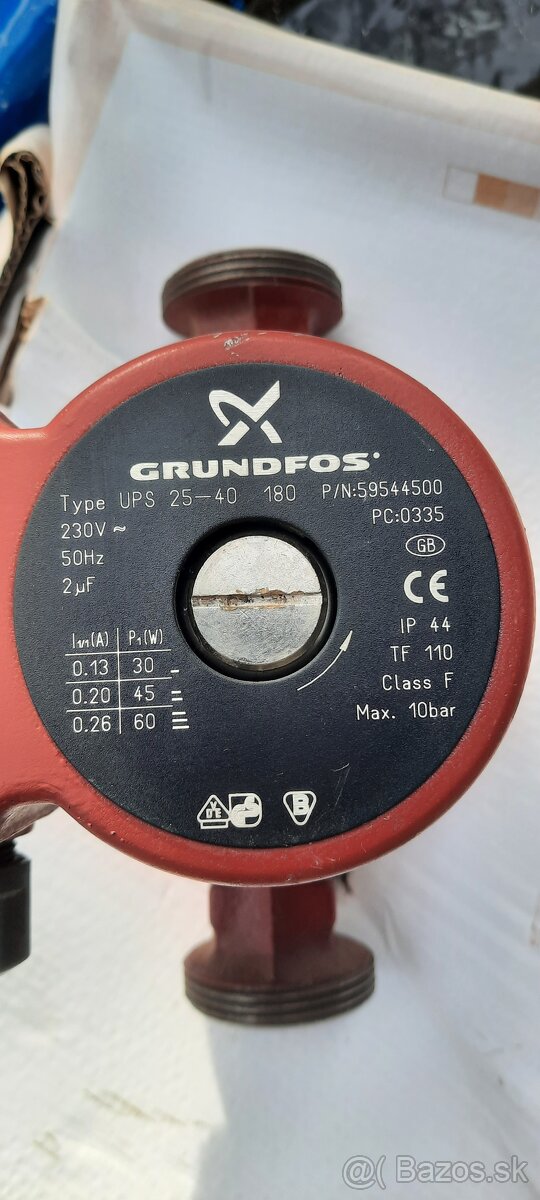 GRUNDFOS
Type UPS 25-40 180 P/N:59544500
PC:0335
230V ~
50Hz
2µF
GB
CE
IP 44
TF 110
Class F
Max. 10bar
I1/1(A) P1(W)
0.13 30
0.20 45
0.26 60
VDE
B
@ Bazos.sk